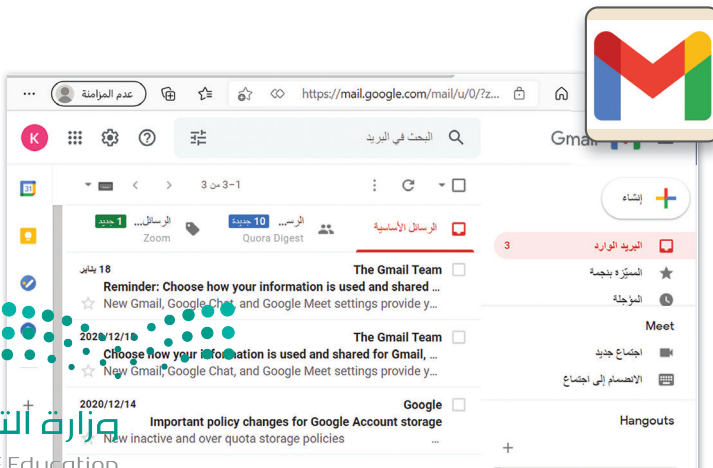 عدم المزامنة
https://mail.google.com/mail/u/0/?z...
Gma
البحث في البريد
K
إنشاء
1–3 من 3
31
الرسائل الأساسية
الرســ... 10 جديدة
Quora Digest
الرسائل... 1 جديد
Zoom
البريد الوارد 3
المميّزة بنجمة
المؤجلة
Meet
اجتماع جديد
الانضمام إلى اجتماع
Hangouts
The Gmail Team 18 يناير
Reminder: Choose how your information is used and shared ...
New Gmail, Google Chat, and Google Meet settings provide y...
The Gmail Team
Choose how your information is used and shared for Gmail, ...
New Gmail, Google Chat, and Google Meet settings provide y...
Google 2020/12/14
Important policy changes for Google Account storage
New inactive and over quota storage policies ...
وزارة
Education